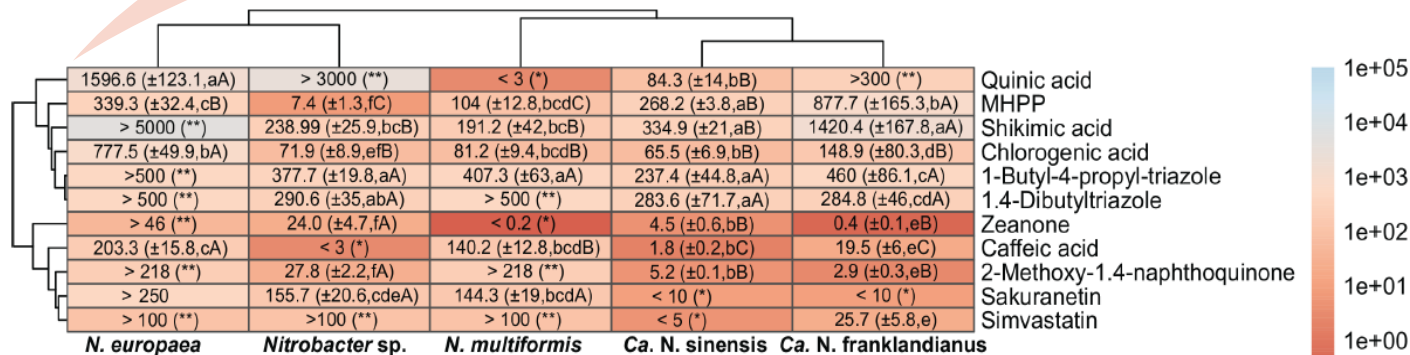 1596.6 (±123.1,aA) > 3000 (**) < 3 (*) 84.3 (±14,bB) >300 (**) Quinic acid
339.3 (±32.4,cB) 7.4 (±1.3,fC) 104 (±12.8,bcdC) 268.2 (±3.8,aB) 877.7 (±165.3,bA) MHPP
> 5000 (**) 238.99 (±25.9,bcB) 191.2 (±42,bcB) 334.9 (±21,aB) 1420.4 (±167.8,aA) Shikimic acid
777.5 (±49.9,bA) 71.9 (±8.9,efB) 81.2 (±9.4,bcdB) 65.5 (±6.9,bB) 148.9 (±80.3,dB) Chlorogenic acid
>500 (**) 377.7 (±19.8,aA) 407.3 (±63,aA) 237.4 (±44.8,aA) 460 (±86.1,cA) 1-Butyl-4-propyl-triazole
> 500 (**) 290.6 (±35,abA) > 500 (**) 283.6 (±71.7,aA) 284.8 (±46,cdA) 1.4-Dibutyltriazole
> 46 (**) 24.0 (±4.7,fA) < 0.2 (*) 4.5 (±0.6,bB) 0.4 (±0.1,eB) Zeanone
203.3 (±15.8,cA) < 3 (*) 140.2 (±12.8,bcdB) 1.8 (±0.2,bC) 19.5 (±6,eC) Caffeic acid
> 218 (**) 27.8 (±2.2,fA) > 218 (**) 5.2 (±0.1,bB) 2.9 (±0.3,eB) 2-Methoxy-1.4-naphthoquinone
> 250 155.7 (±20.6,cdeA) 144.3 (±19,bcdA) < 10 (*) < 10 (*) Sakuranetin
> 100 (**) >100 (**) > 100 (**) < 5 (*) 25.7 (±5.8,e) Simvastatin
N. europaea Nitrobacter sp. N. multiformis Ca. N. sinensis Ca. N. franklandianus
1e+05
1e+04
1e+03
1e+02
1e+01
1e+00